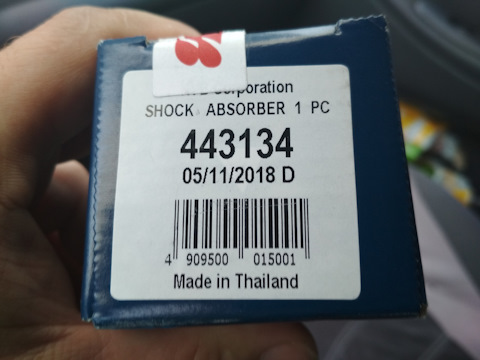 Corporation
SHOCK ABSORBER 1 PC
443134
05/11/2018 D
4 909500 015001
Made in Thailand